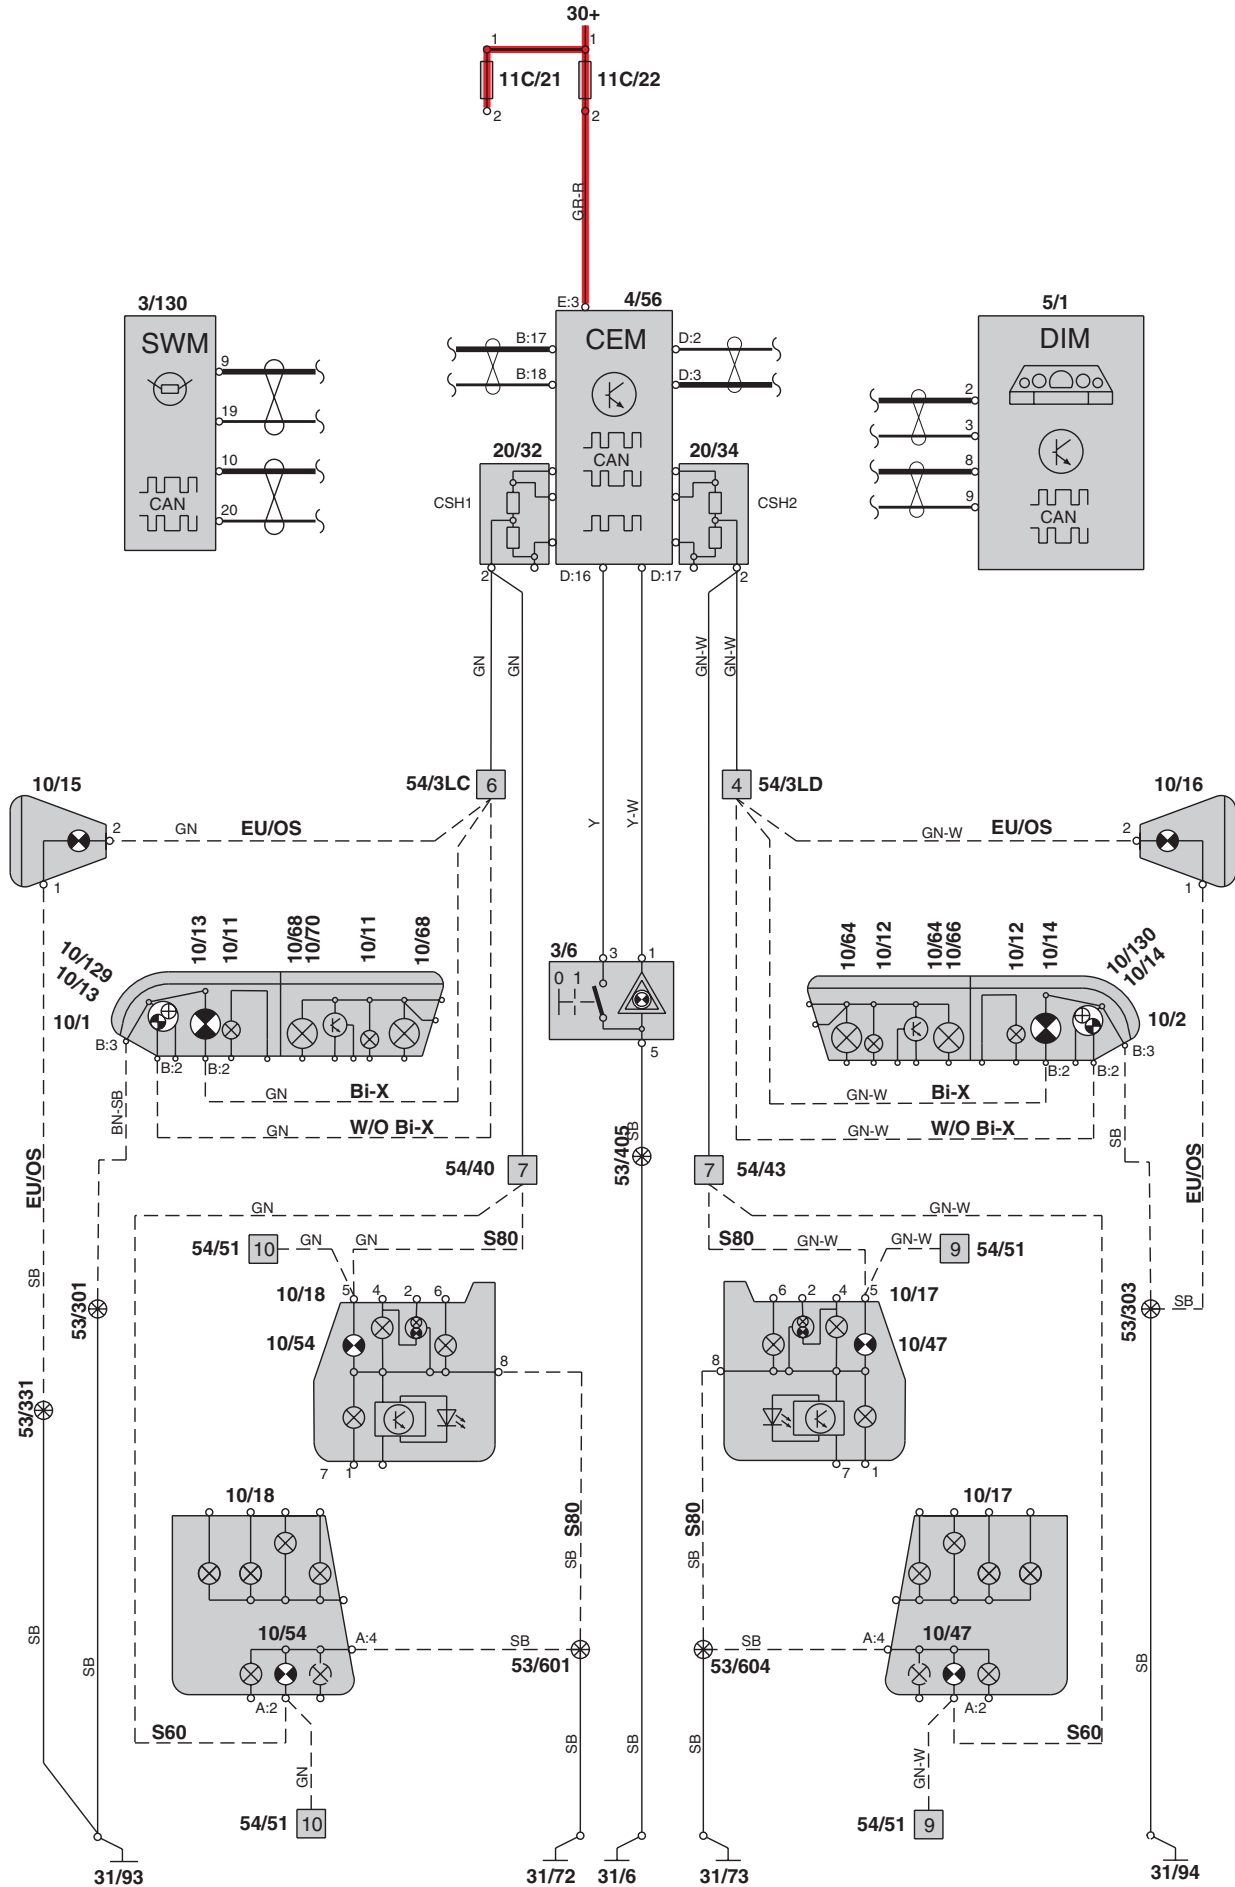 30+
1 1
11C/21 11C/22
2 2
GR-R
3/130 E:3 4/56 5/1
SWM CEM DIM
B:17 D:2
9 B:18 D:3 2
19 3
10 20/32 CAN 20/34 8
CAN CSH1 CSH2 9
20 CAN
2 D:16 D:17 2
GN GN GN-W GN-W
10/15 54/3LC 6 4 54/3LD 10/16
2 GN EU/OS Y Y-W GN-W EU/OS 2
1 1
10/129 10/13 10/13 10/11 10/68 10/70 10/11 10/68
3/6 3 1
10/64 10/12 10/64 10/66 10/12 10/14 10/130 10/14
0 1
10/1 10/2
B:3 B:2 B:2 5 B:2 B:2 B:3
GN Bi-X GN-W Bi-X
BN-SB GN W/O Bi-X SB GN-W W/O Bi-X SB
53/405
54/40 7 7 54/43
EU/OS EU/OS
GN GN-W
S80 S80
54/51 10 GN GN GN-W GN-W 9 54/51
SB 53/301 53/303 SB
10/18 5 4 2 6 6 2 4 5 10/17
10/54 10/47
8 8
53/331
7 1 7 1
10/18 S80 S80 10/17
SB SB
10/54 A:4 SB SB A:4 10/47
53/601 53/604
SB SB SB
A:2 A:2
S60 S60
GN SB SB SB GN-W
54/51 10 54/51 9
31/93 31/72 31/6 31/73 31/94